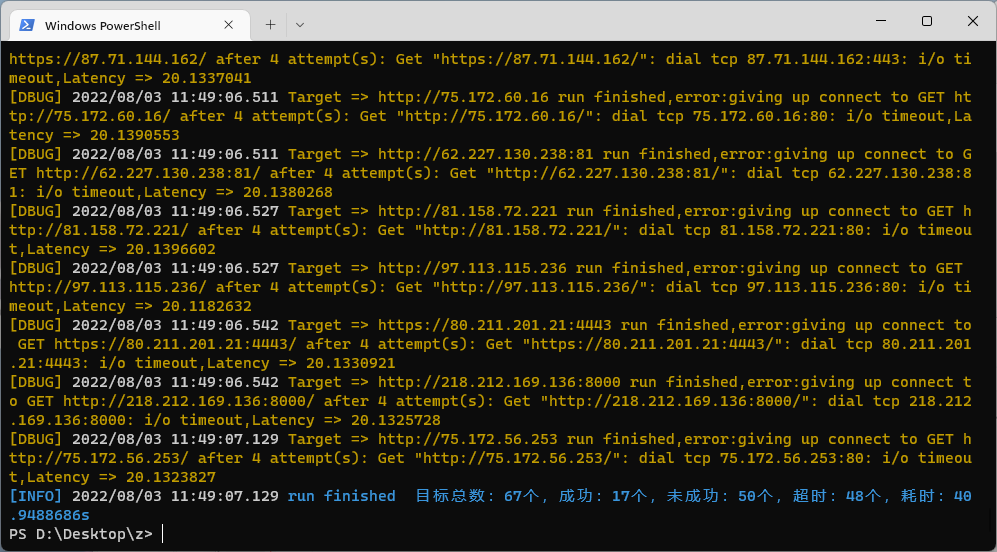 Windows PowerShell
https://87.71.144.162/ after 4 attempt(s): Get "https://87.71.144.162/": dial tcp 87.71.144.162:443: i/o ti
meout,Latency => 20.1337041
[DBUG] 2022/08/03 11:49:06.511 Target => http://75.172.60.16 run finished,error:giving up connect to GET ht
tp://75.172.60.16/ after 4 attempt(s): Get "http://75.172.60.16/": dial tcp 75.172.60.16:80: i/o timeout,La
tency => 20.1390553
[DBUG] 2022/08/03 11:49:06.511 Target => http://62.227.130.238:81 run finished,error:giving up connect to G
ET http://62.227.130.238:81/ after 4 attempt(s): Get "http://62.227.130.238:81/": dial tcp 62.227.130.238:8
1: i/o timeout,Latency => 20.1380268
[DBUG] 2022/08/03 11:49:06.527 Target => http://81.158.72.221 run finished,error:giving up connect to GET h
ttp://81.158.72.221/ after 4 attempt(s): Get "http://81.158.72.221/": dial tcp 81.158.72.221:80: i/o timeou
t,Latency => 20.1396602
[DBUG] 2022/08/03 11:49:06.527 Target => http://97.113.115.236 run finished,error:giving up connect to GET
http://97.113.115.236/ after 4 attempt(s): Get "http://97.113.115.236/": dial tcp 97.113.115.236:80: i/o ti
meout,Latency => 20.1182632
[DBUG] 2022/08/03 11:49:06.542 Target => https://80.211.201.21:4443 run finished,error:giving up connect to
GET https://80.211.201.21:4443/ after 4 attempt(s): Get "https://80.211.201.21:4443/": dial tcp 80.211.201
.21:4443: i/o timeout,Latency => 20.1330921
[DBUG] 2022/08/03 11:49:06.542 Target => http://218.212.169.136:8000 run finished,error:giving up connect t
o GET http://218.212.169.136:8000/ after 4 attempt(s): Get "http://218.212.169.136:8000/": dial tcp 218.212
.169.136:8000: i/o timeout,Latency => 20.1325728
[DBUG] 2022/08/03 11:49:07.129 Target => http://75.172.56.253 run finished,error:giving up connect to GET h
ttp://75.172.56.253/ after 4 attempt(s): Get "http://75.172.56.253/": dial tcp 75.172.56.253:80: i/o timeou
t,Latency => 20.1323827
[INFO] 2022/08/03 11:49:07.129 run finished 目标总数：67个，成功：17个，未成功：50个，超时：48个，耗时：40
.9488686s
PS D:\Desktop\z>